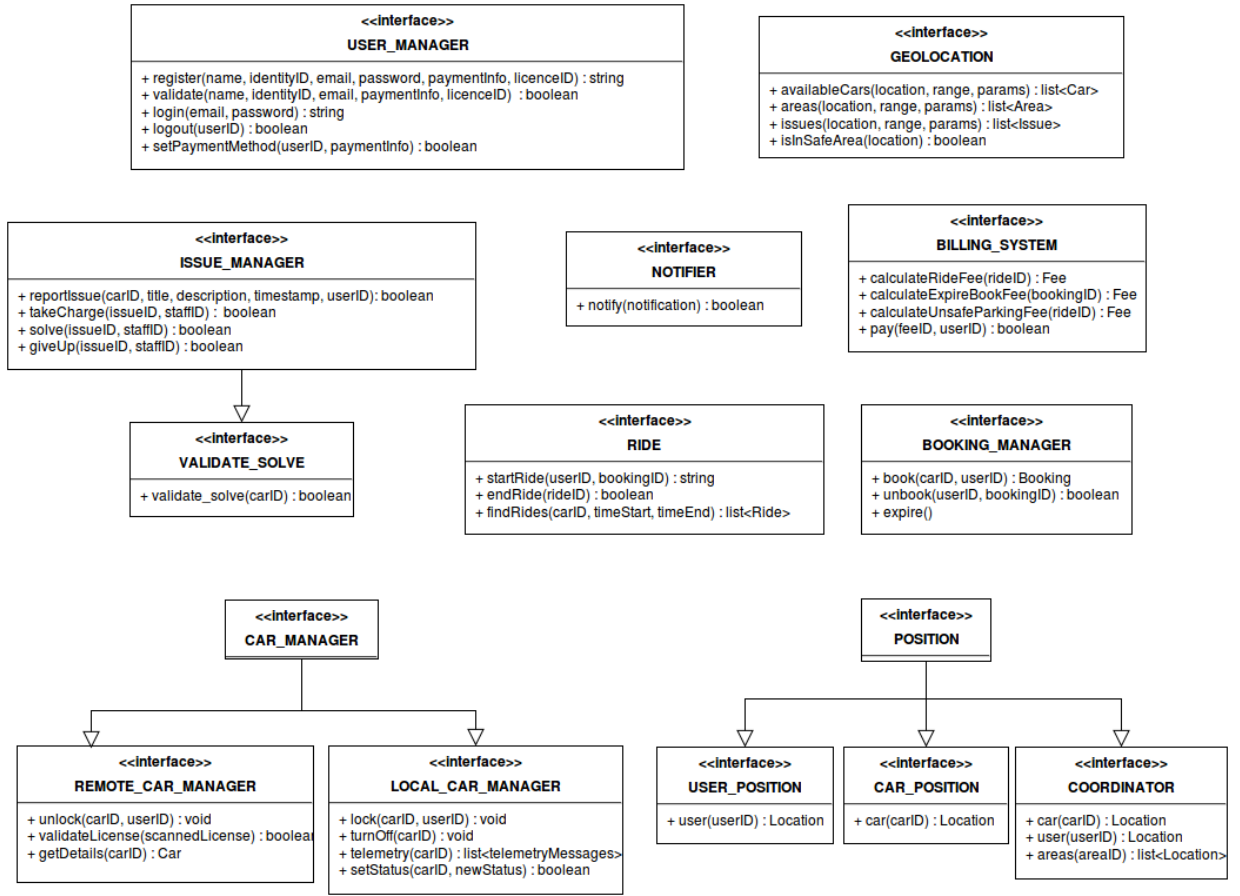 <<interface>>
USER_MANAGER
+ register(name, identityID, email, password, paymentInfo, licenceID) : string
+ validate(name, identityID, email, paymentInfo, licenceID)  : boolean
+ login(email, password) : string
+ logout(userID) : boolean
+ setPaymentMethod(userID, paymentInfo) : boolean
<<interface>>
GEOLOCATION
+ availableCars(location, range, params) : list<Car>
+ areas(location, range, params) : list<Area>
+ issues(location, range, params) : list<Issue>
+ isInSafeArea(location) : boolean
<<interface>>
ISSUE_MANAGER
+ reportIssue(carID, title, description, timestamp, userID): boolean
+ takeCharge(issueID, staffID) :  boolean
+ solve(issueID, staffID) : boolean
+ giveUp(issueID, staffID) : boolean
<<interface>>
NOTIFIER
+ notify(notification) : boolean
<<interface>>
BILLING_SYSTEM
+ calculateRideFee(rideID) : Fee
+ calculateExpireBookFee(bookingID) : Fee
+ calculateUnsafeParkingFee(rideID) : Fee
+ pay(feeID, userID) : boolean
<<interface>>
VALIDATE_SOLVE
+ validate_solve(carID) : boolean
<<interface>>
RIDE
+ startRide(userID, bookingID) : string
+ endRide(rideID) : boolean
+ findRides(carID, timeStart, timeEnd) : list<Ride>
<<interface>>
BOOKING_MANAGER
+ book(carID, userID) : Booking
+ unbook(userID, bookingID) : boolean
+ expire()
<<interface>>
CAR_MANAGER
<<interface>>
POSITION
<<interface>>
REMOTE_CAR_MANAGER
+ unlock(carID, userID) : void
+ validateLicense(scannedLicense) : boolean
+ getDetails(carID) : Car
<<interface>>
LOCAL_CAR_MANAGER
+ lock(carID, userID) : void
+ turnOff(carID) : void
+ telemetry(carID) : list<telemetryMessages>
+ setStatus(carID, newStatus) : boolean
<<interface>>
USER_POSITION
+ user(userID) : Location
<<interface>>
CAR_POSITION
+ car(carID) : Location
<<interface>>
COORDINATOR
+ car(carID) : Location
+ user(userID) : Location
+ areas(areaID) : list<Location>